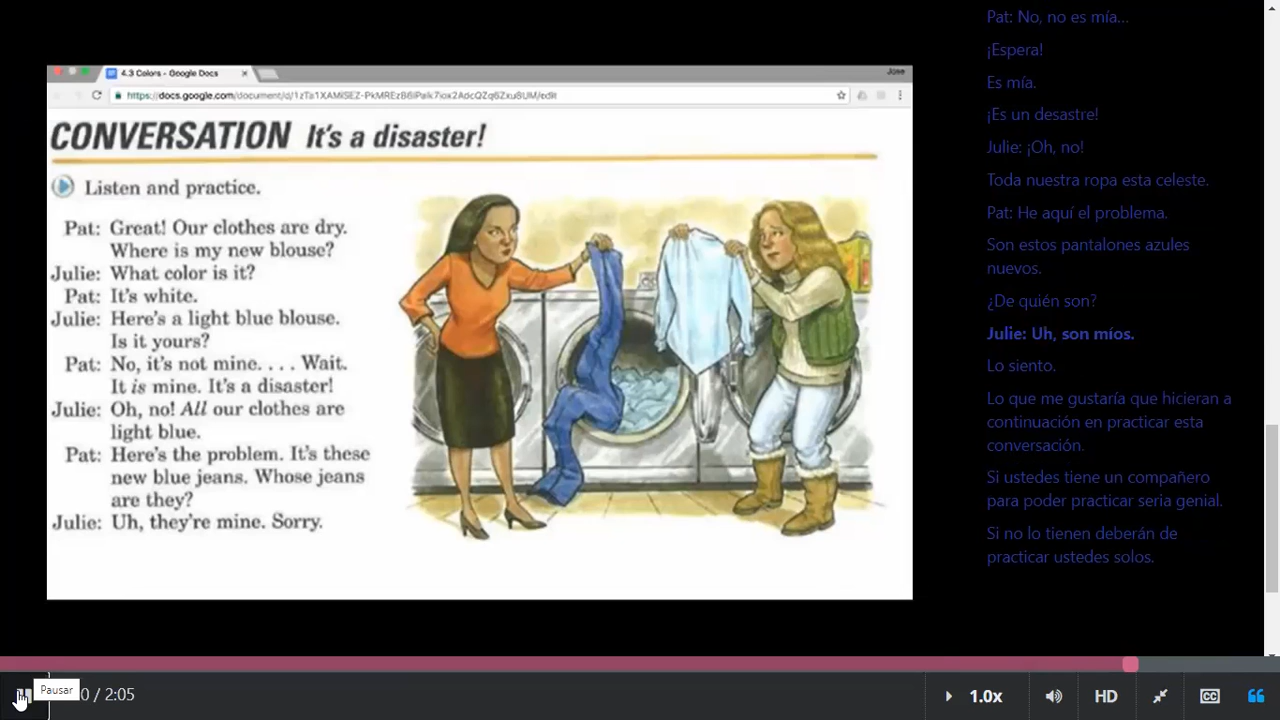 4.3 Colors - Google Docs
Jose
CONVERSATION It's a disaster!
Listen and practice.
Pat: Great! Our clothes are dry.
Where is my new blouse?
Julie: What color is it?
Pat: It's white.
Julie: Here's a light blue blouse.
Is it yours?
Pat: No, it's not mine. . . . Wait.
It is mine. It's a disaster!
Julie: Oh, no! All our clothes are
light blue.
Pat: Here's the problem. It's these
new blue jeans. Whose jeans
are they?
Julie: Uh, they're mine. Sorry.
Pat: No, no es mía...
¡Espera!
Es mía.
¡Es un desastre!
Julie: ¡Oh, no!
Toda nuestra ropa esta celeste.
Pat: He aquí el problema.
Son estos pantalones azules
nuevos.
¿De quién son?
Julie: Uh, son míos.
Lo siento.
Lo que me gustaría que hicieran a
continuación en practicar esta
conversación.
Si ustedes tiene un compañero
para poder practicar seria genial.
Si no lo tienen deberán de
practicar ustedes solos.
Pausar
0 / 2:05
1.0x
HD
CC